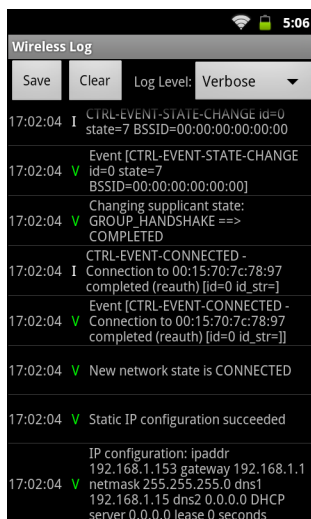 5:06
Wireless Log
Save Clear Log Level: Verbose
17:02:04 I CTRL-EVENT-STATE-CHANGE id=0
state=7 BSSID=00:00:00:00:00:00
Event [CTRL-EVENT-STATE-CHANGE
17:02:04 V id=0 state=7
BSSID=00:00:00:00:00:00]
Changing supplicant state:
17:02:04 V GROUP_HANDSHAKE ==>
COMPLETED
CTRL-EVENT-CONNECTED -
17:02:04 I Connection to 00:15:70:7c:78:97
completed (reauth) [id=0 id_str=]
Event [CTRL-EVENT-CONNECTED -
17:02:04 V Connection to 00:15:70:7c:78:97
completed (reauth) [id=0 id_str=]]
17:02:04 V New network state is CONNECTED
17:02:04 V Static IP configuration succeeded
IP configuration: ipaddr
192.168.1.153 gateway 192.168.1.1
17:02:04 V netmask 255.255.255.0 dns1
192.168.1.15 dns2 0.0.0.0 DHCP
server 0.0.0.0 lease 0 seconds